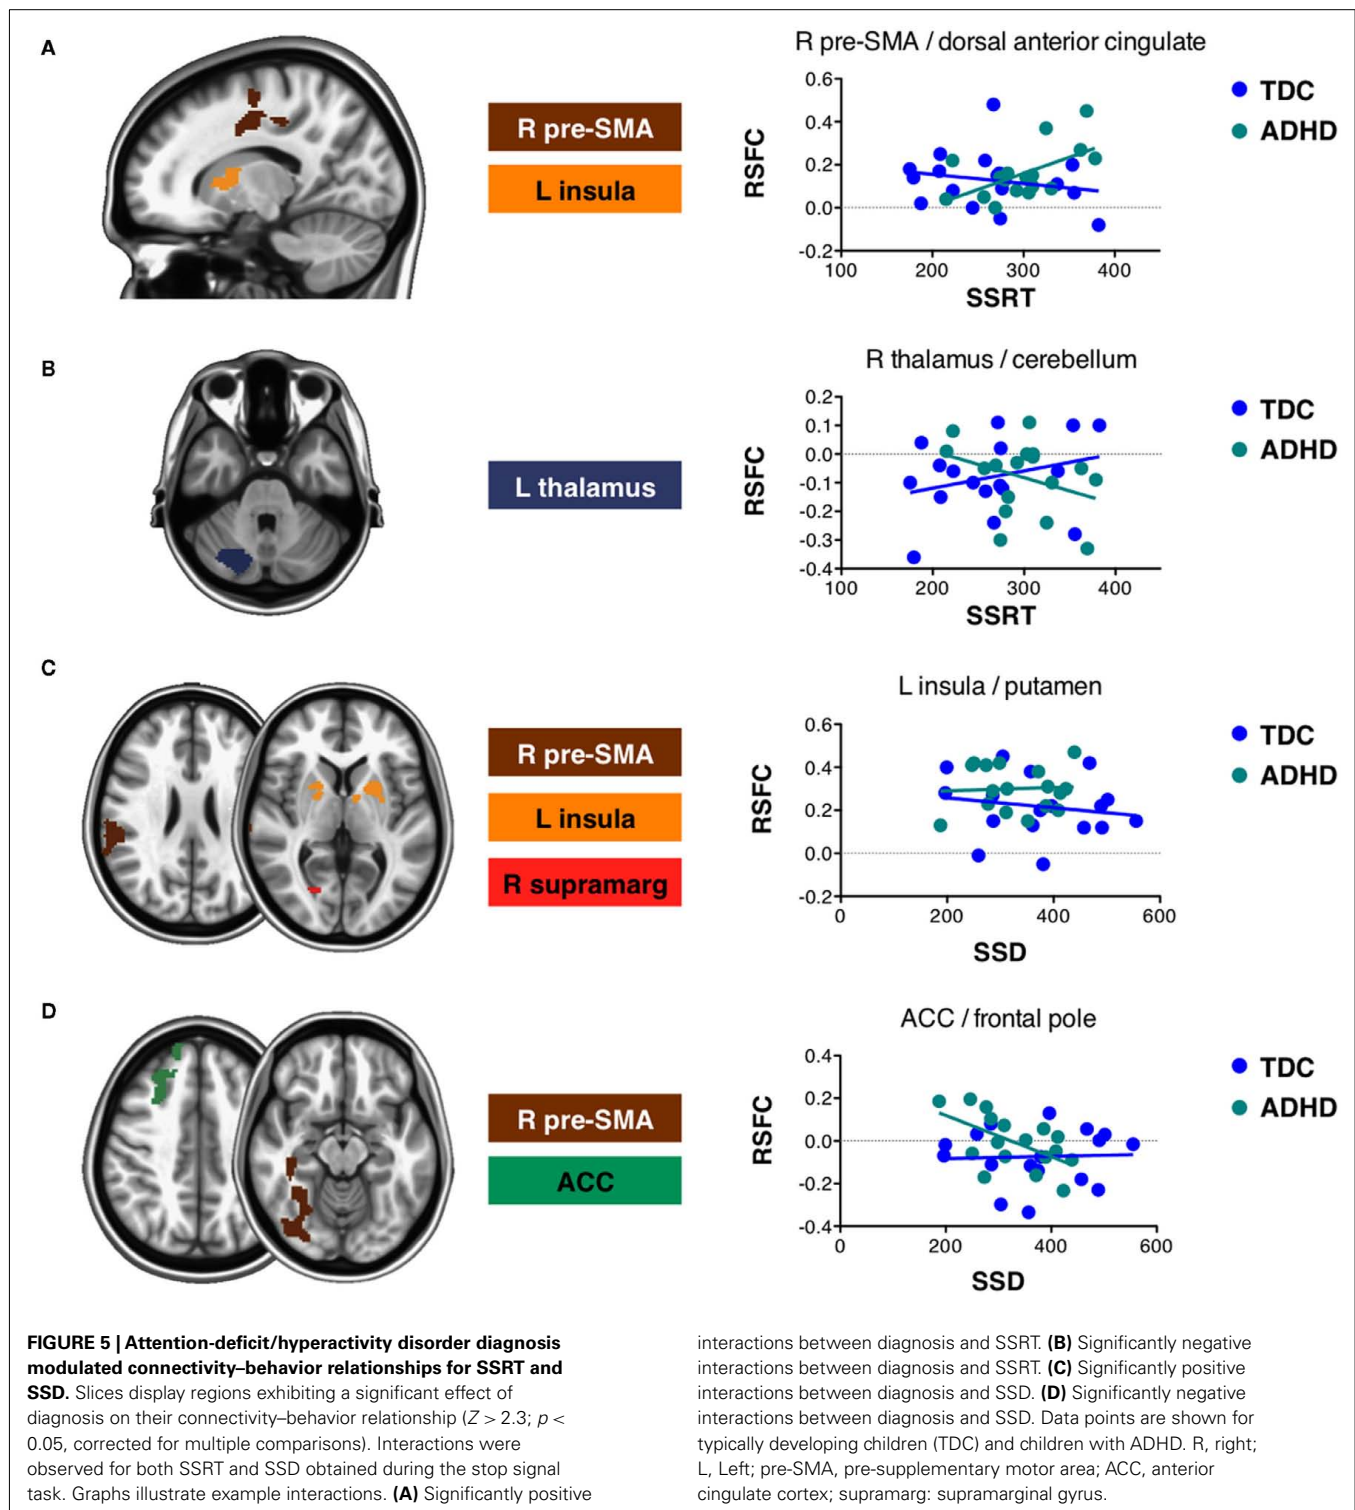 A
R pre-SMA
L insula
R pre-SMA / dorsal anterior cingulate
RSFC
0.6
0.4
0.2
0.0
-0.2
100
200
300
400
SSRT
TDC
ADHD
B
L thalamus
R thalamus / cerebellum
RSFC
0.2
0.1
0.0
-0.1
-0.2
-0.3
-0.4
100
200
300
400
SSRT
TDC
ADHD
C
R pre-SMA
L insula
R supramarg
L insula / putamen
RSFC
0.6
0.4
0.2
0.0
-0.2
0
200
400
600
SSD
TDC
ADHD
D
R pre-SMA
ACC
ACC / frontal pole
RSFC
0.4
0.2
0.0
-0.2
-0.4
0
200
400
600
SSD
TDC
ADHD
FIGURE 5 | Attention-deficit/hyperactivity disorder diagnosis
modulated connectivity–behavior relationships for SSRT and
SSD. Slices display regions exhibiting a significant effect of
diagnosis on their connectivity–behavior relationship (Z > 2.3; p <
0.05, corrected for multiple comparisons). Interactions were
observed for both SSRT and SSD obtained during the stop signal
task. Graphs illustrate example interactions. (A) Significantly positive
interactions between diagnosis and SSRT. (B) Significantly negative
interactions between diagnosis and SSRT. (C) Significantly positive
interactions between diagnosis and SSD. (D) Significantly negative
interactions between diagnosis and SSD. Data points are shown for
typically developing children (TDC) and children with ADHD. R, right;
L, Left; pre-SMA, pre-supplementary motor area; ACC, anterior
cingulate cortex; supramarg: supramarginal gyrus.